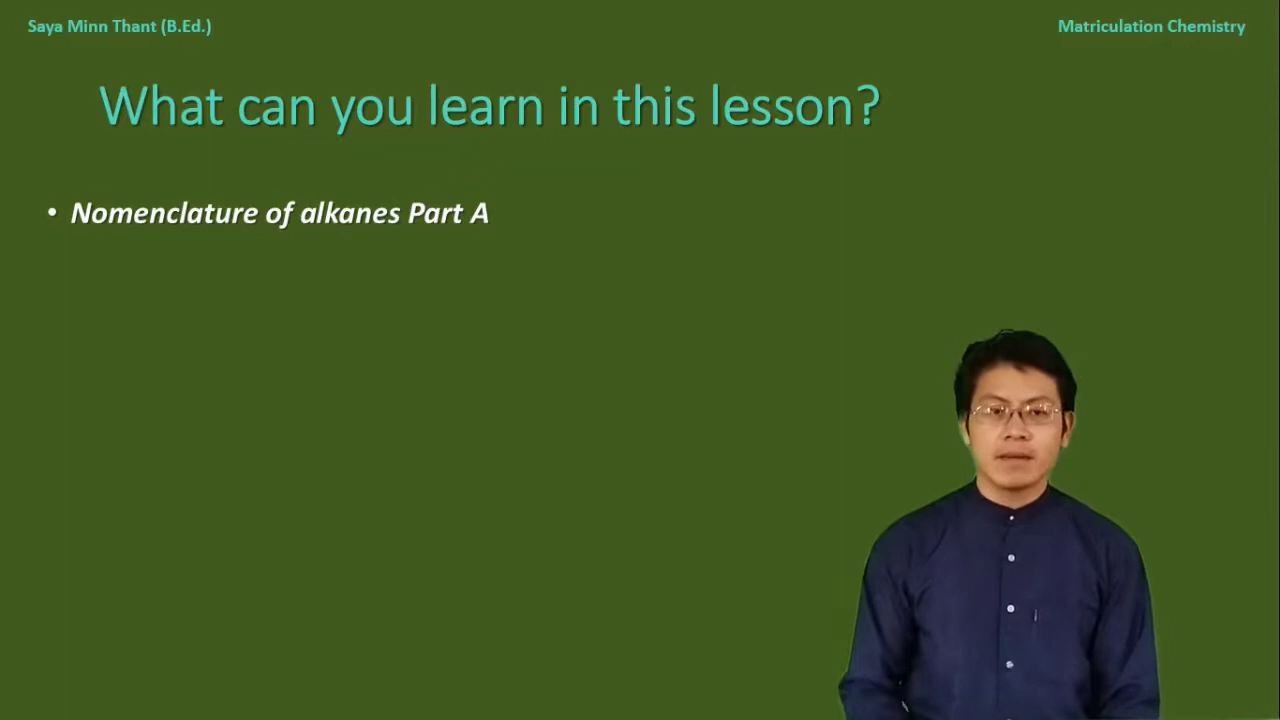 Saya Minn Thant (B.Ed.)
Matriculation Chemistry
What can you learn in this lesson?
• Nomenclature of alkanes Part A